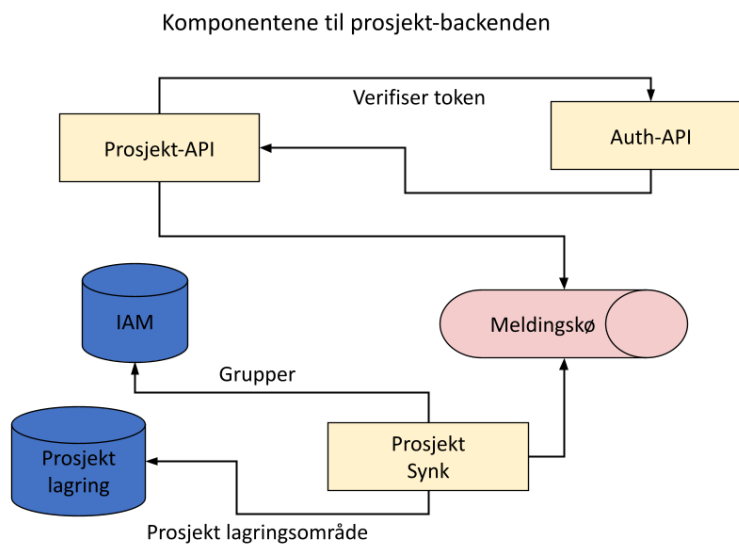 Komponentene til prosjekt-backenden
Verifiser token
Prosjekt-API
Auth-API
IAM
Meldingskø
Grupper
Prosjekt
Synk
Prosjekt
lagring
Prosjekt lagringsområde